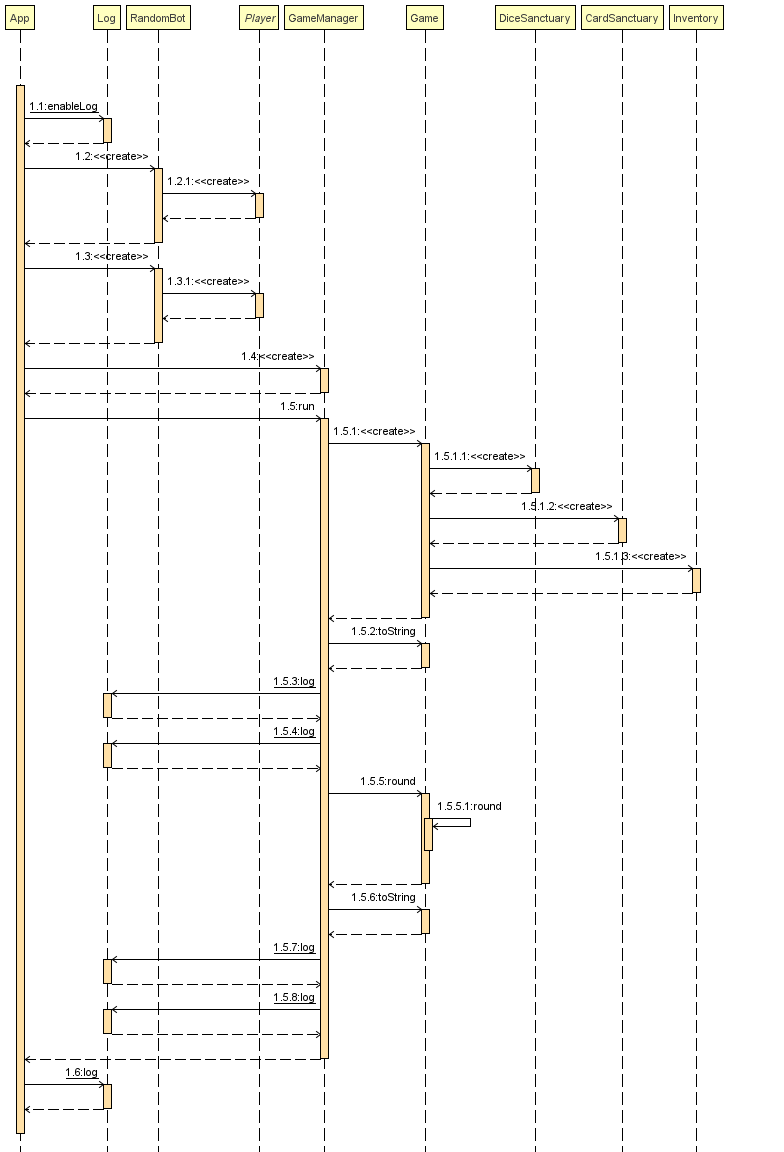 App Log RandomBot Player GameManager Game DiceSanctuary CardSanctuary Inventory
1.1:enableLog
1.2:<<create>>
1.2.1:<<create>>
1.3:<<create>>
1.3.1:<<create>>
1.4:<<create>>
1.5:run
1.5.1:<<create>>
1.5.1.1:<<create>>
1.5.1.2:<<create>>
1.5.1.3:<<create>>
1.5.2:toString
1.5.3:log
1.5.4:log
1.5.5:round
1.5.5.1:round
1.5.6:toString
1.5.7:log
1.5.8:log
1.6:log